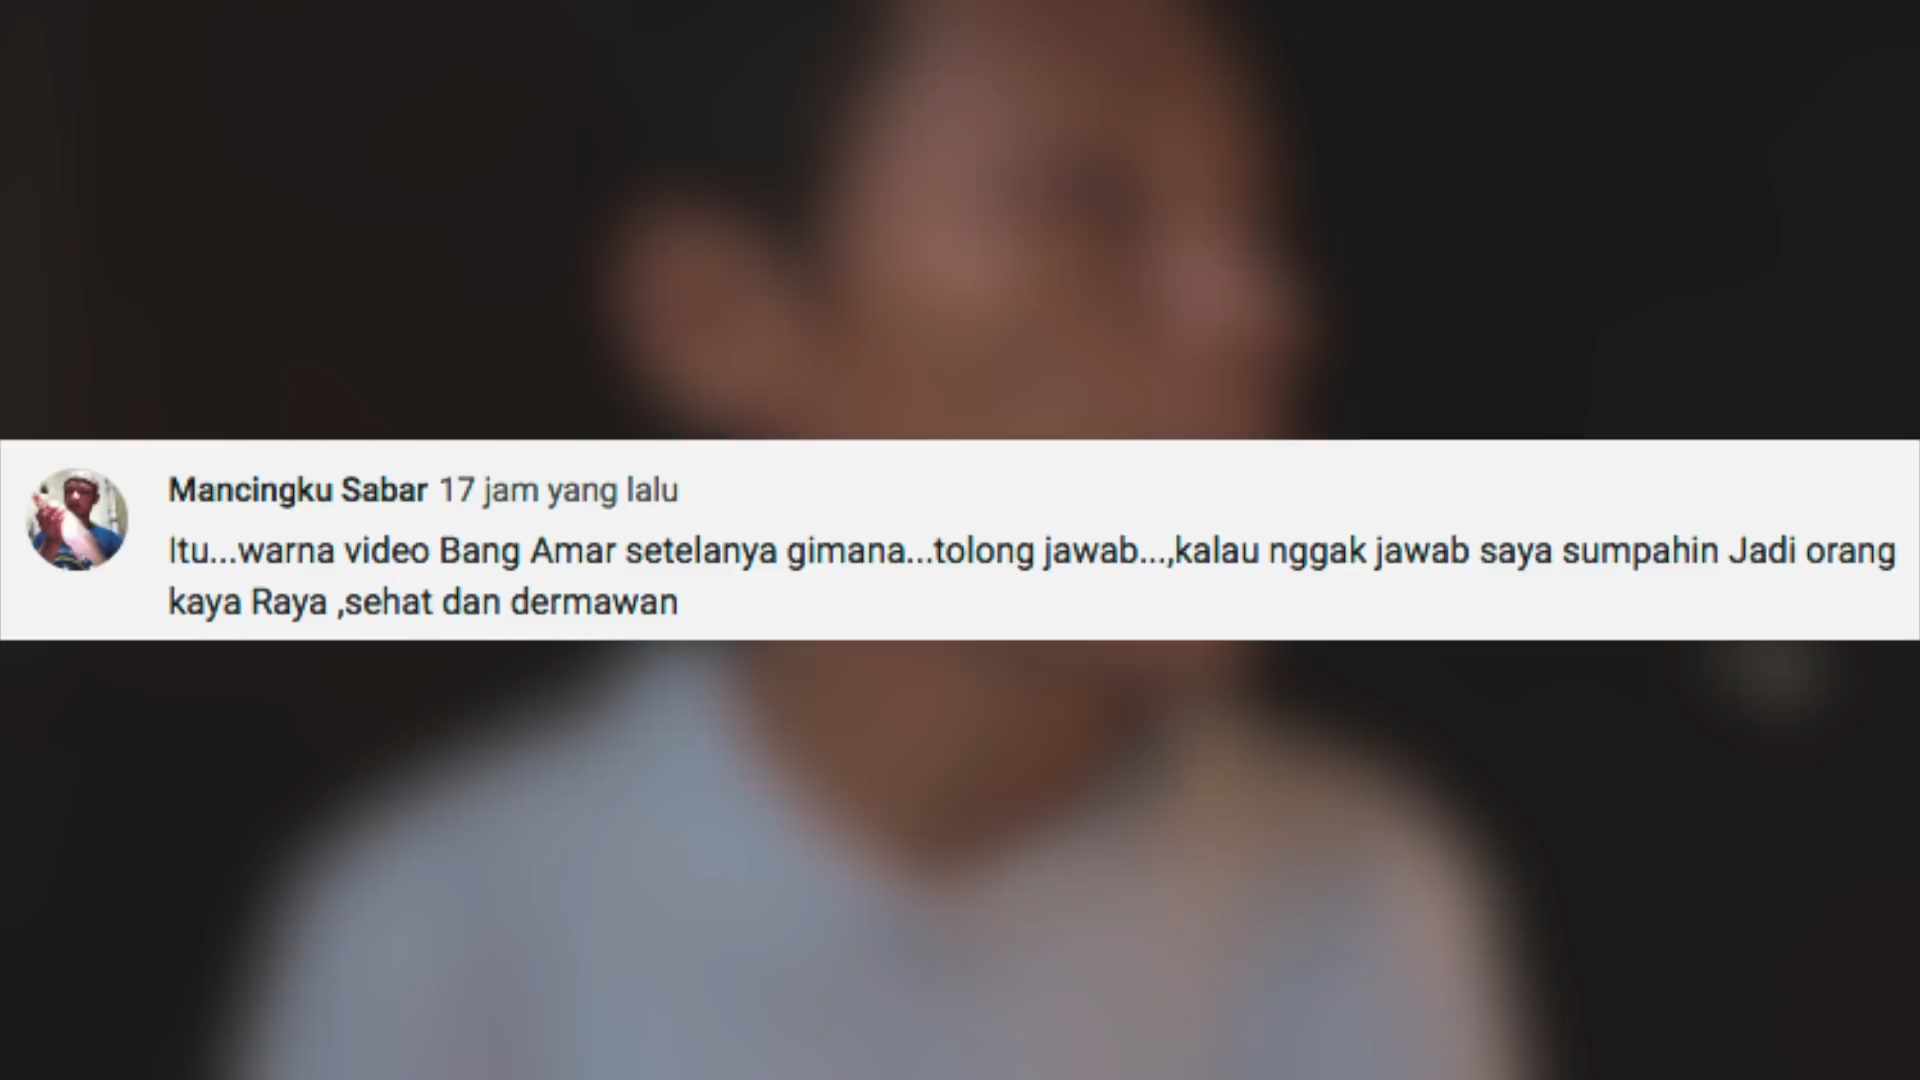 Mancingku Sabar 17 jam yang lalu
Itu...warna video Bang Amar setelanya gimana...tolong jawab...,kalau nggak jawab saya sumpahin Jadi orang
kaya Raya ,sehat dan dermawan